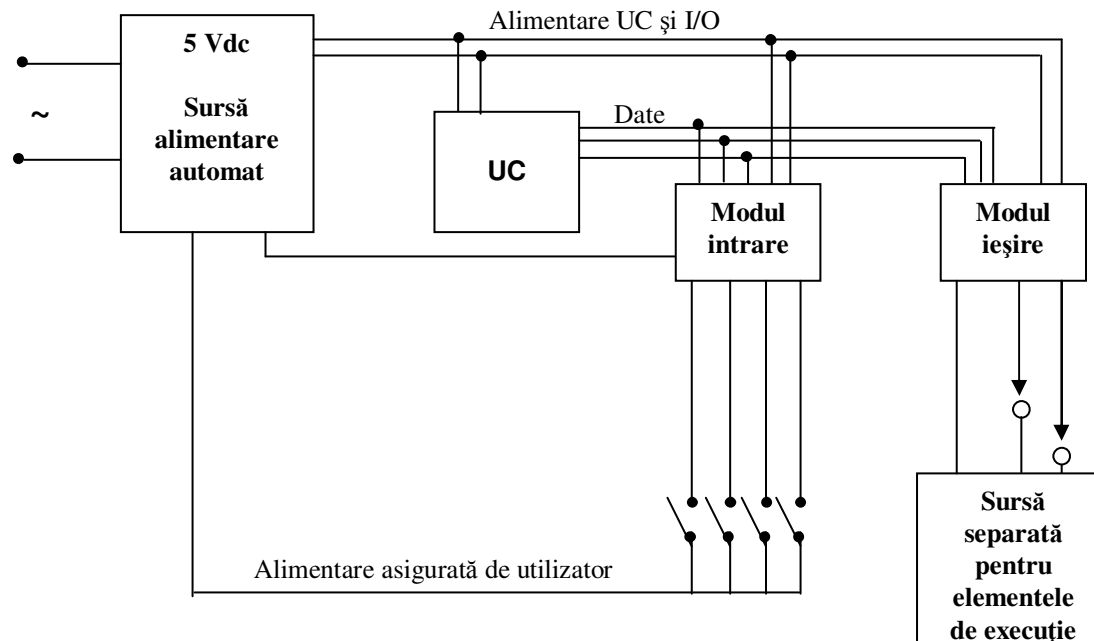 Alimentare UC şi I/O
5 Vdc
~
Sursă
alimentare
automat
Date
UC
Modul
intrare
Modul
ieşire
Alimentare asigurată de utilizator
Sursă
separată
pentru
elementele
de execuţie